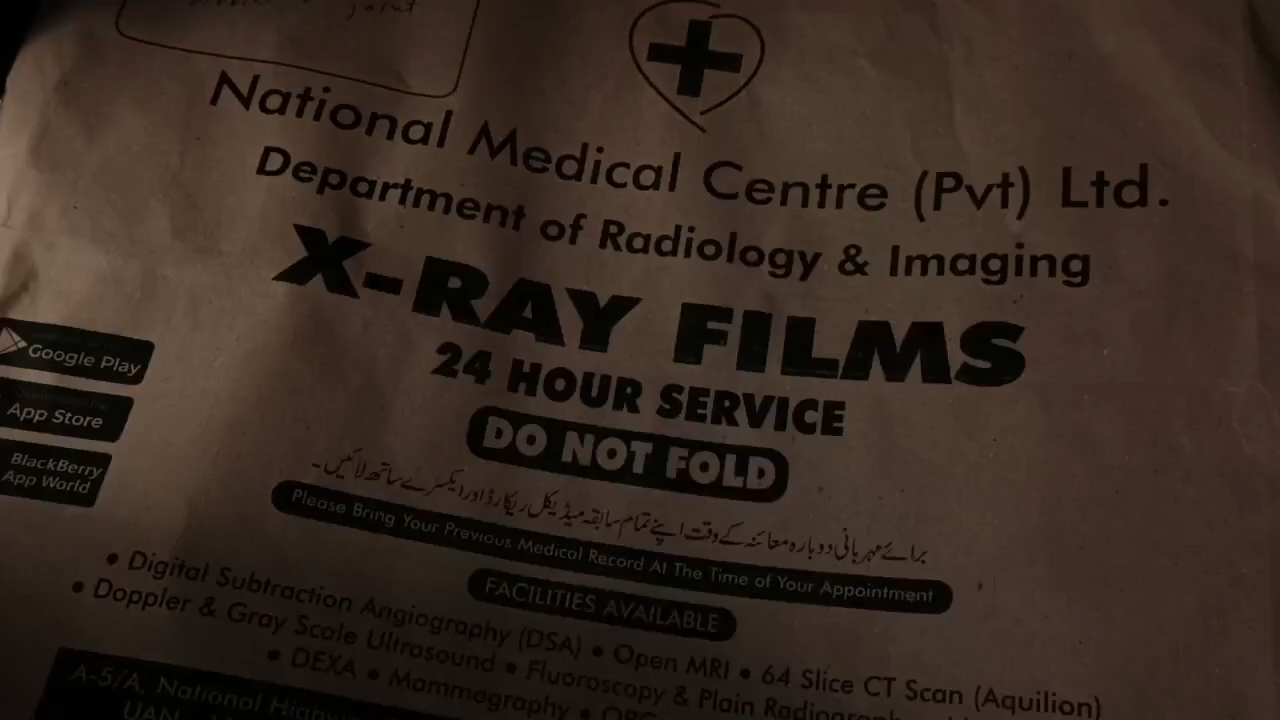 joint
National Medical Centre (Pvt) Ltd.
Department of Radiology & Imaging
X-RAY FILMS
24 HOUR SERVICE
DO NOT FOLD
Google Play
App Store
BlackBerry
App World
برائے مہربانی دوبارہ معائنہ کے وقت اپنے تمام سابقہ میڈیکل ریکارڈ اور ایکسرے ساتھ لائیں۔
Please Bring Your Previous Medical Record At The Time of Your Appointment
FACILITIES AVAILABLE
• Digital Subtraction Angiography (DSA) • Open MRI • 64 Slice CT Scan (Aquilion)
• Doppler & Gray Scale Ultrasound • Fluoroscopy & Plain Radiography
• DEXA • Mammography •
A-5/A, National
UAN